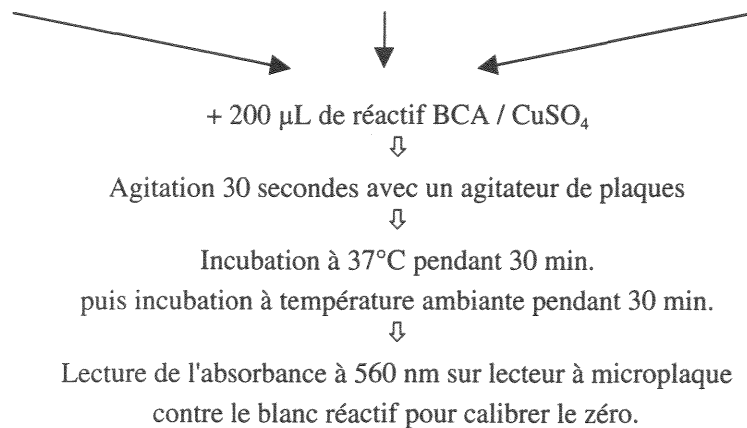 + 200 µL de réactif BCA / CuSO₄
Agitation 30 secondes avec un agitateur de plaques
Incubation à 37°C pendant 30 min.
puis incubation à température ambiante pendant 30 min.
Lecture de l'absorbance à 560 nm sur lecteur à microplaque
contre le blanc réactif pour calibrer le zéro.